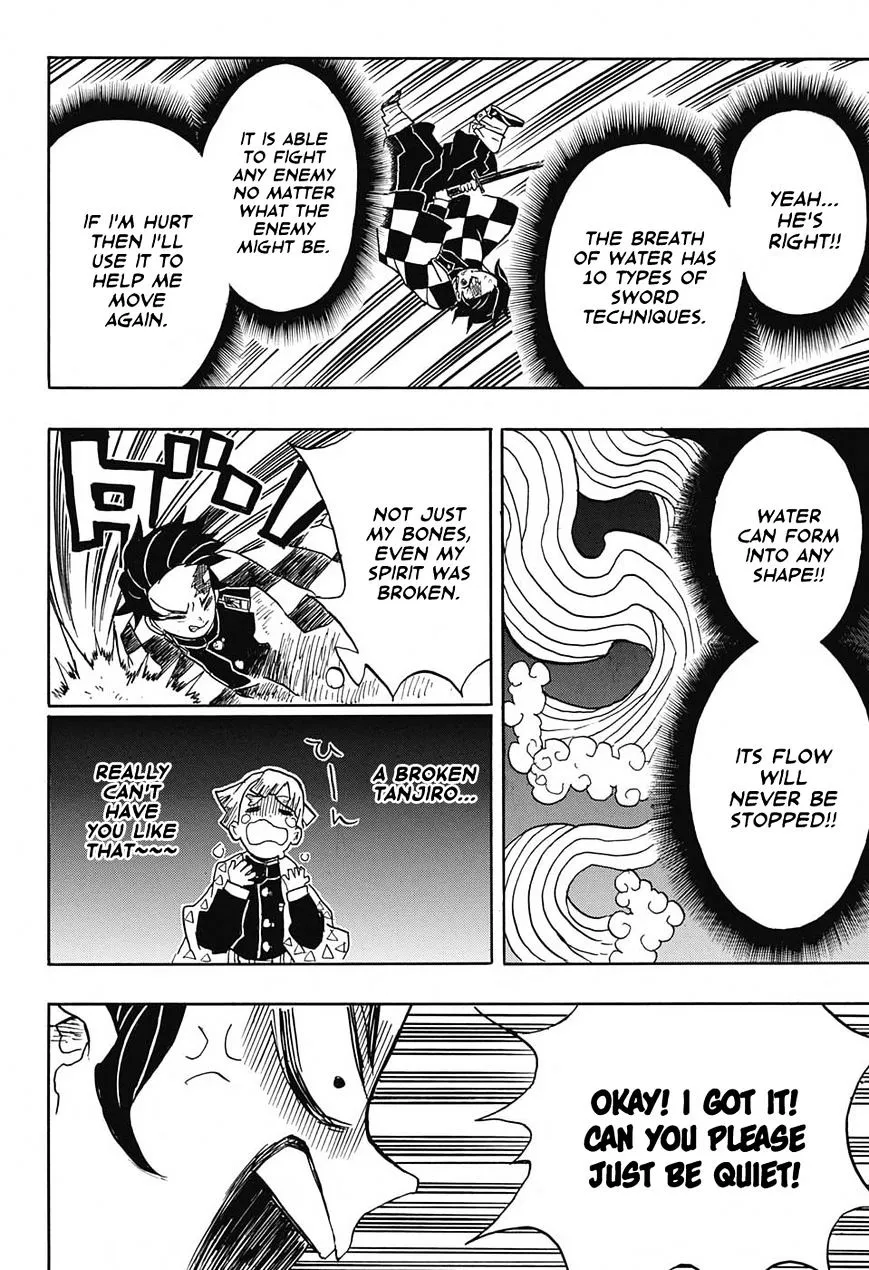 YEAH...
HE'S
RIGHT!!
THE BREATH
OF WATER HAS
10 TYPES OF
SWORD
TECHNIQUES.
IT IS ABLE
TO FIGHT
ANY ENEMY
NO MATTER
WHAT THE
ENEMY
MIGHT BE.
IF I'M HURT
THEN I'LL
USE IT TO
HELP ME
MOVE
AGAIN.
WATER
CAN FORM
INTO ANY
SHAPE!!
ITS FLOW
WILL
NEVER BE
STOPPED!!
NOT JUST
MY BONES,
EVEN MY
SPIRIT WAS
BROKEN.
A BROKEN
TANJIRO...
ひーん
REALLY
CAN'T
HAVE
YOU LIKE
THAT~~~
OKAY! I GOT IT!
CAN YOU PLEASE
JUST BE QUIET!